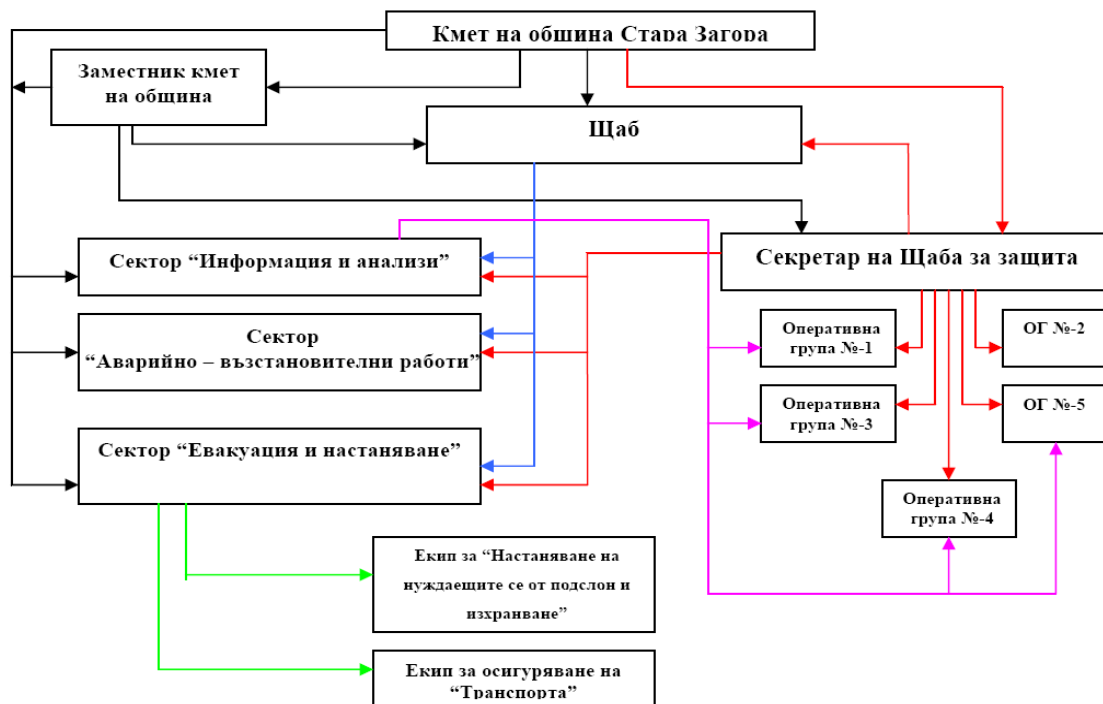 Кмет на община Стара Загора
Заместник кмет
на община
Щаб
Сектор “Информация и анализи”
Секретар на Щаба за защита
Сектор
“Аварийно – възстановителни работи”
Оперативна
група №-1
ОГ №-2
Оперативна
група №-3
ОГ №-5
Сектор “Евакуация и настаняване”
Оперативна
група №-4
Екип за “Настаняване на
нуждаещите се от подслон и
изхранване”
Екип за осигуряване на
“Транспорта”